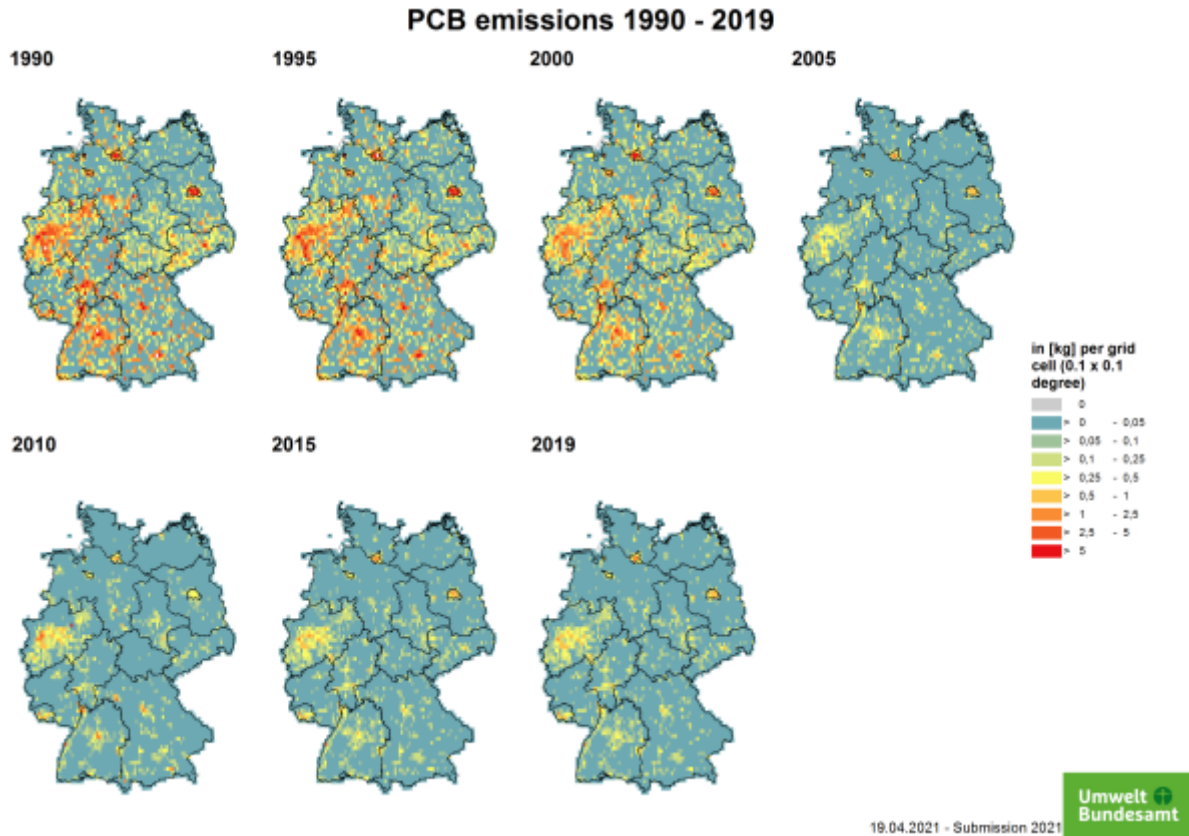 PCB emissions 1990 - 2019
1990
1995
2000
2005
in [kg] per grid
cell (0.1 x 0.1
degree)
0
> 0 - 0,05
> 0,05 - 0,1
> 0,1 - 0,25
> 0,25 - 0,5
> 0,5 - 1
> 1 - 2,5
> 2,5 - 5
> 5
2010
2015
2019
Umwelt
Bundesamt
19.04.2021 - Submission 2021